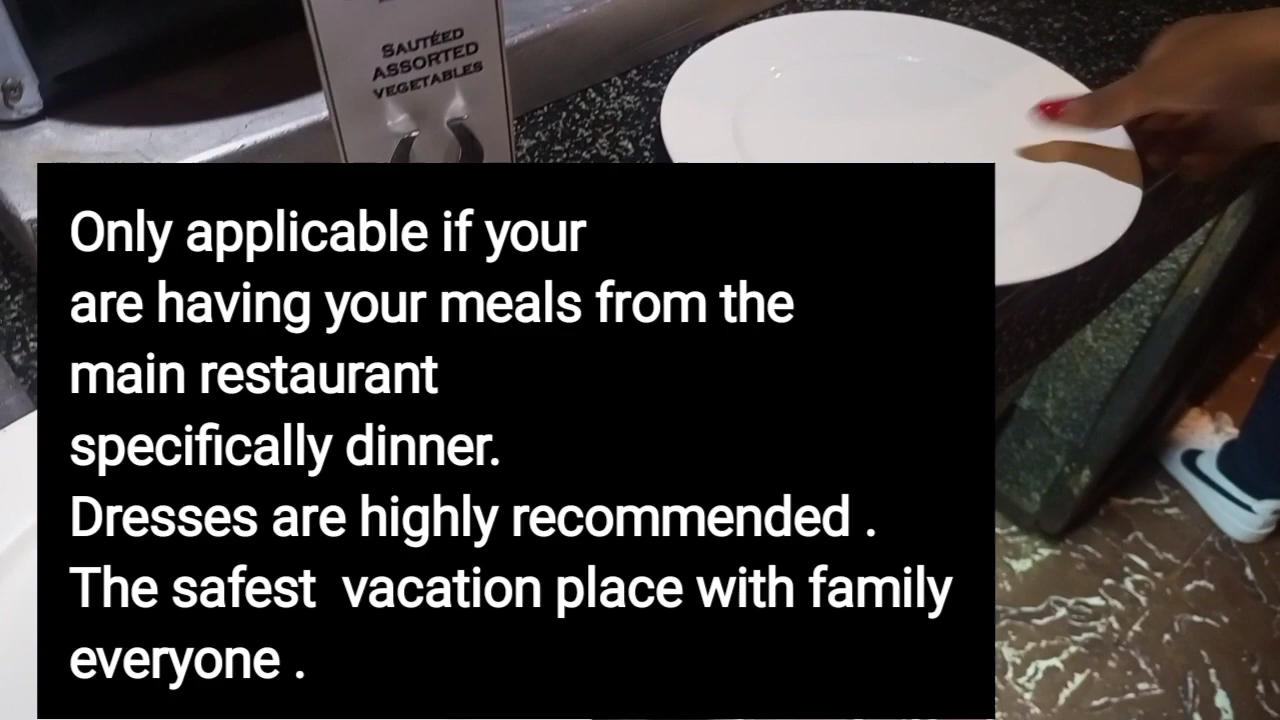 SAUTÉED
ASSORTED
VEGETABLES
Only applicable if your
are having your meals from the
main restaurant
specifically dinner.
Dresses are highly recommended .
The safest  vacation place with family
everyone .